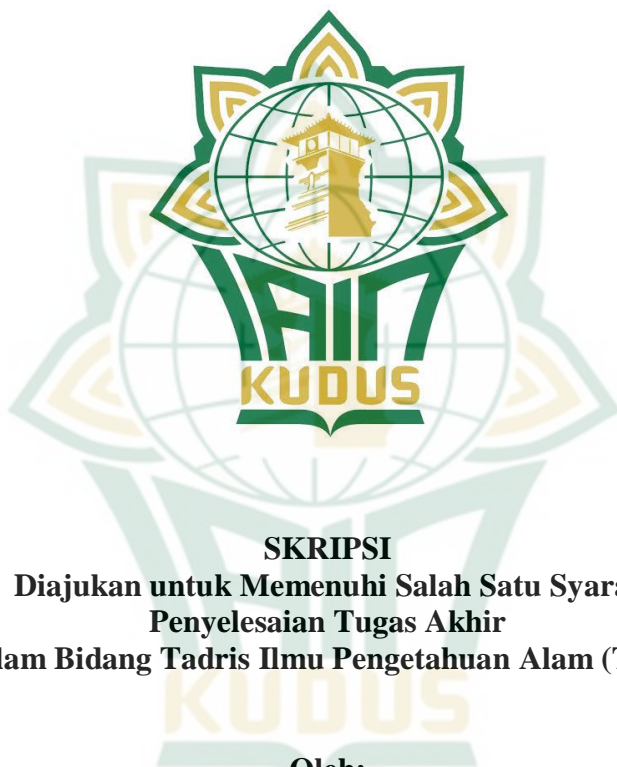 IAIN
KUDUS
SKRIPSI
Diajukan untuk Memenuhi Salah Satu Syara
Penyelesaian Tugas Akhir
lam Bidang Tadris Ilmu Pengetahuan Alam (T
KUDUS
Oleh: